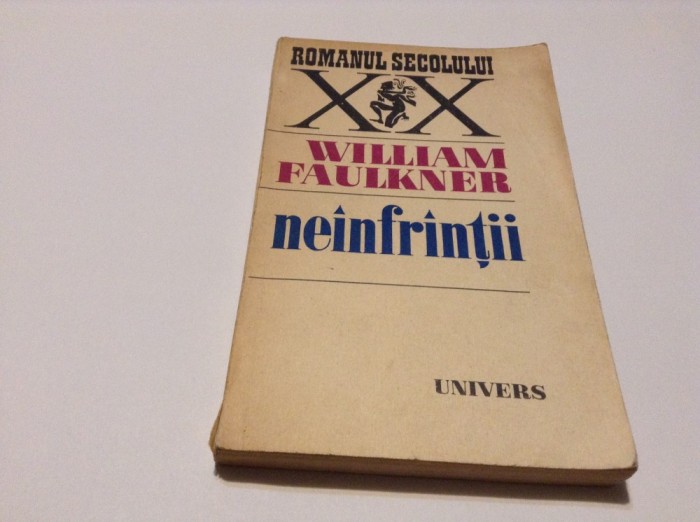 ROMANUL SECOLULUI
XX
WILLIAM
FAULKNER
neînfrînţii
UNIVERS